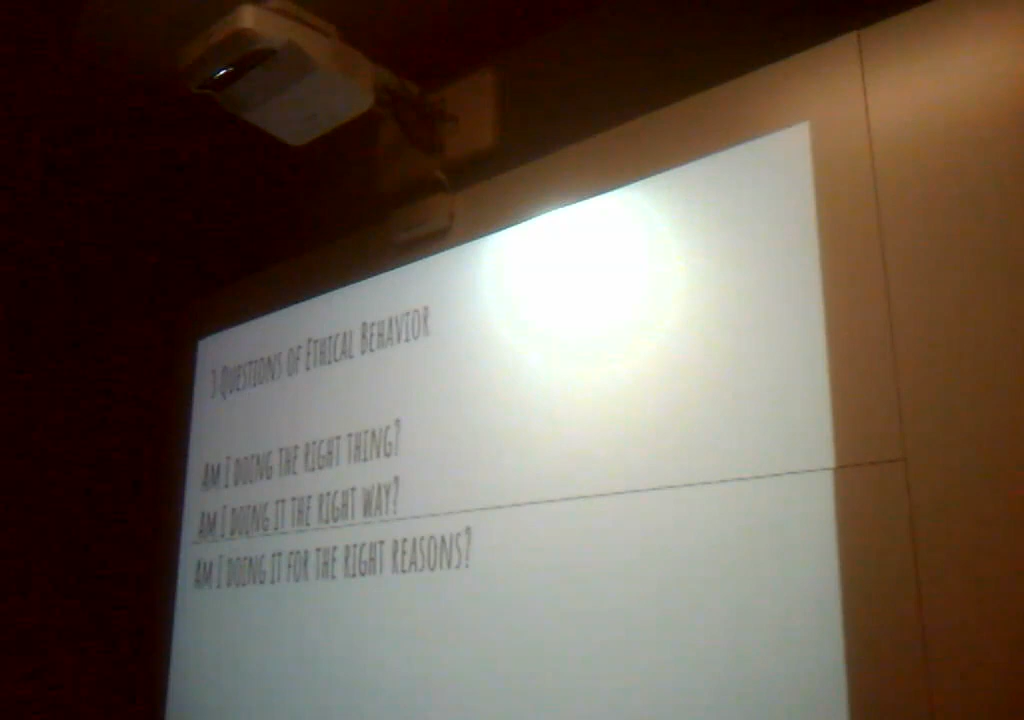 3 Questions of Ethical Behavior
Am I doing the right thing?
Am I doing it the right way?
Am I doing it for the right reasons?